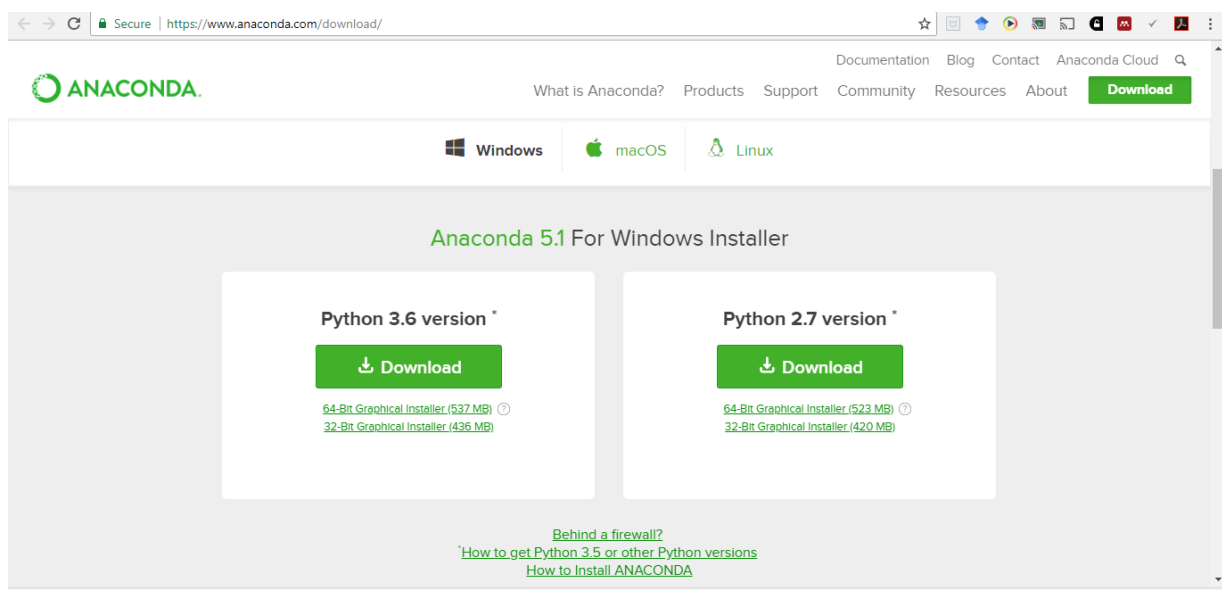 Secure | https://www.anaconda.com/download/
Documentation Blog Contact Anaconda Cloud
ANACONDA.
What is Anaconda? Products Support Community Resources About Download
Windows macOS Linux
Anaconda 5.1 For Windows Installer
Python 3.6 version *
Download
64-Bit Graphical Installer (537 MB) ?
32-Bit Graphical Installer (436 MB)
Python 2.7 version *
Download
64-Bit Graphical Installer (523 MB) ?
32-Bit Graphical Installer (420 MB)
Behind a firewall?
*How to get Python 3.5 or other Python versions
How to Install ANACONDA